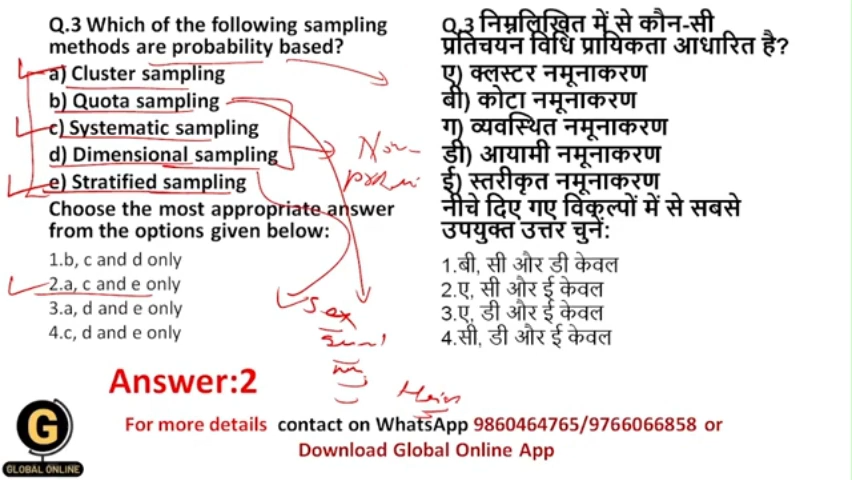 Q.3 Which of the following sampling
methods are probability based?
a) Cluster sampling
b) Quota sampling
c) Systematic sampling
d) Dimensional sampling
e) Stratified sampling
Choose the most appropriate answer
from the options given below:
1.b, c and d only
2.a, c and e only
3.a, d and e only
4.c, d and e only
Non-
Sex
Answer:2
Q.3 निम्नलिखित में से कौन-सी
प्रतिचयन विधि प्रायिकता आधारित है?
ए) क्लस्टर नमूनाकरण
बी) कोटा नमूनाकरण
ग) व्यवस्थित नमूनाकरण
डी) आयामी नमूनाकरण
ई) स्तरीकृत नमूनाकरण
नीचे दिए गए विकल्पों में से सबसे
उपयुक्त उत्तर चुनें:
1.बी, सी और डी केवल
2.ए, सी और ई केवल
3.ए, डी और ई केवल
4.सी, डी और ई केवल
G
GLOBAL ONLINE
For more details contact on WhatsApp 9860464765/9766066858 or
Download Global Online App